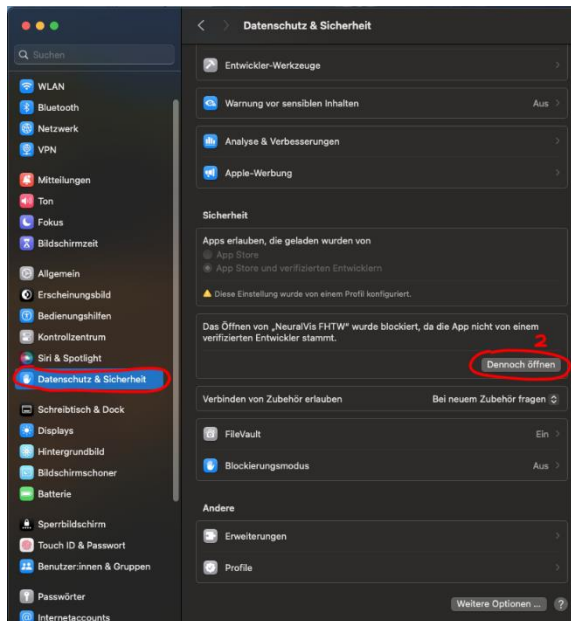 Datenschutz & Sicherheit
Suchen
WLAN
Bluetooth
Netzwerk
VPN
Mitteilungen
Ton
Fokus
Bildschirmzeit
Allgemein
Erscheinungsbild
Bedienungshilfen
Kontrollzentrum
Siri & Spotlight
Datenschutz & Sicherheit
Schreibtisch & Dock
Displays
Hintergrundbild
Bildschirmschoner
Batterie
Sperrbildschirm
Touch ID & Passwort
Benutzer:innen & Gruppen
Passwörter
Internetaccounts
Entwickler-Werkzeuge
Warnung vor sensiblen Inhalten Aus
Analyse & Verbesserungen
Apple-Werbung
Sicherheit
Apps erlauben, die geladen wurden von
App Store
App Store und verifizierten Entwicklern
Diese Einstellung wurde von einem Profil konfiguriert.
Das Öffnen von „NeuralVis FHTW“ wurde blockiert, da die App nicht von einem
verifizierten Entwickler stammt.
2
Dennoch öffnen
Verbinden von Zubehör erlauben Bei neuem Zubehör fragen
FileVault Ein
Blockierungsmodus Aus
Andere
Erweiterungen
Profile
Weitere Optionen ... ?